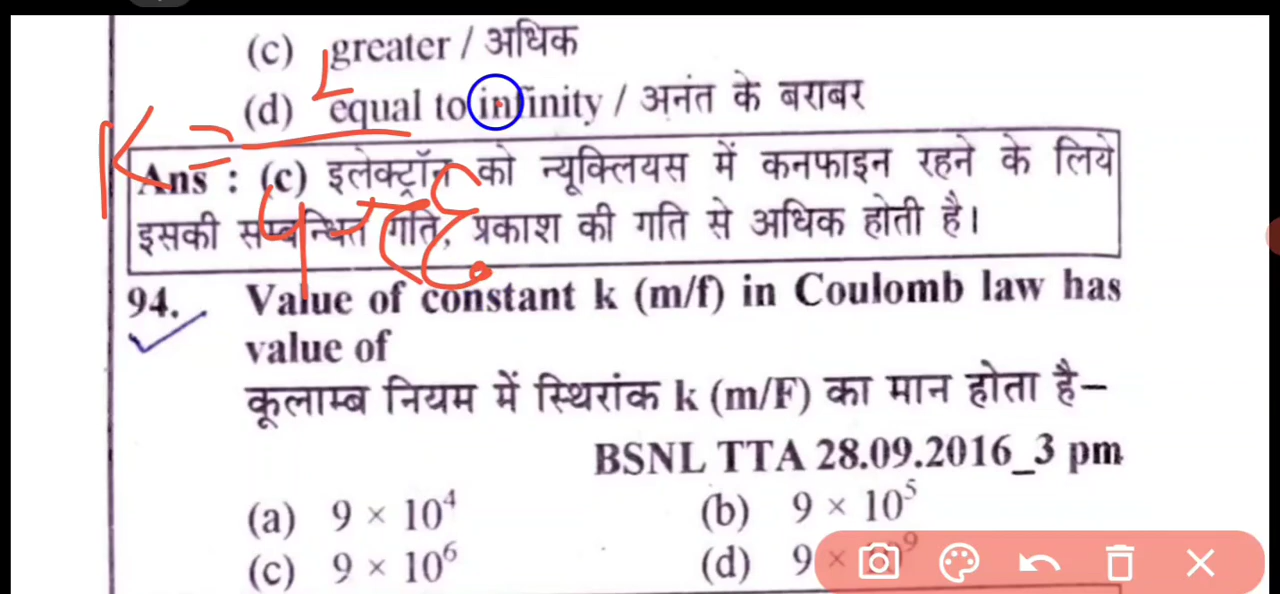 (c) greater / अधिक
(d) equal to infinity / अनंत के बराबर
Ans : (c) इलेक्ट्रॉन को न्यूक्लियस में कनफाइन रहने के लिये
इसकी सम्बन्धित गति, प्रकाश की गति से अधिक होती है।
94. Value of constant k (m/f) in Coulomb law has
value of
कूलाम्ब नियम में स्थिरांक k (m/F) का मान होता है–
BSNL TTA 28.09.2016_3 pm
(a) 9 × 10⁴ (b) 9 × 10⁵
(c) 9 × 10⁶ (d) 9 × 10⁹
K = 1